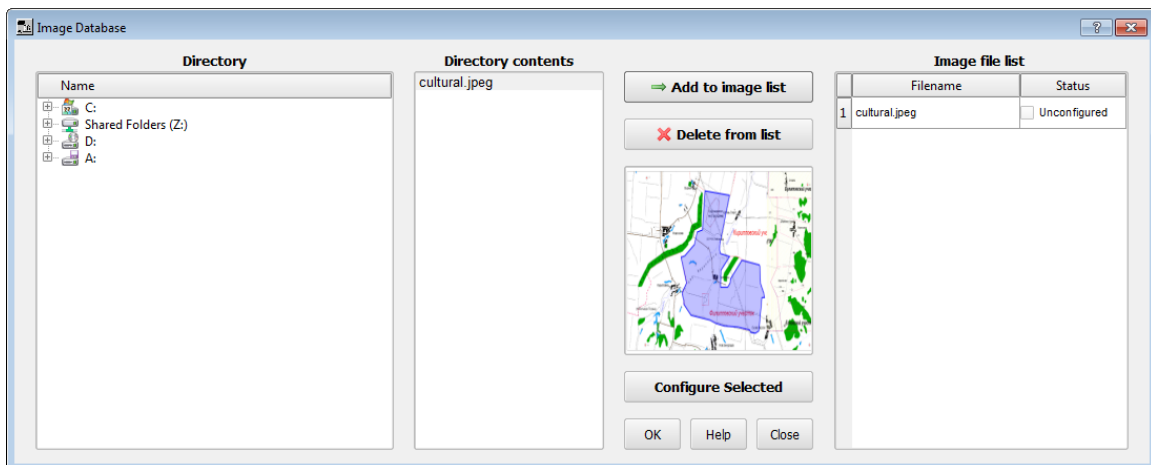 Image Database
Directory
Name
C:
Shared Folders (Z:)
D:
A:
Directory contents
cultural.jpeg
Add to image list
Delete from list
Configure Selected
OK
Help
Close
Image file list
Filename
Status
1
cultural.jpeg
Unconfigured